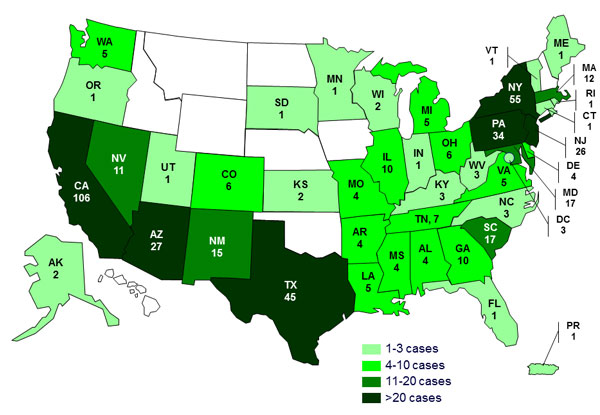 WA
5
OR
1
NV
11
CA
106
UT
1
AZ
27
CO
6
NM
15
TX
45
AK
2
SD
1
KS
2
MN
1
WI
2
MI
5
IL
10
IN
1
OH
6
MO
4
KY
3
WV
3
VA
5
TN, 7
NC
3
SC
17
AR
4
LA
5
MS
4
AL
4
GA
10
FL
1
PA
34
NY
55
VT
1
ME
1
MA
12
RI
1
CT
1
NJ
26
DE
4
MD
17
DC
3
PR
1
1-3 cases
4-10 cases
11-20 cases
>20 cases